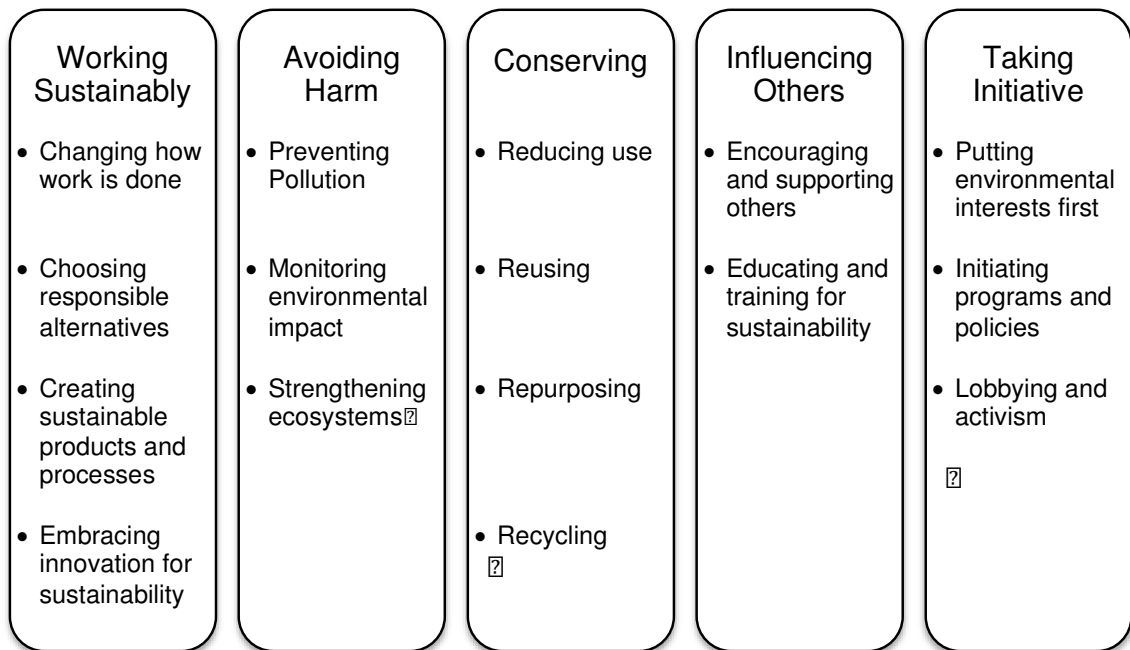 Working
Sustainably
• Changing how
work is done
• Choosing
responsible
alternatives
• Creating
sustainable
products and
processes
• Embracing
innovation for
sustainability
Avoiding
Harm
• Preventing
Pollution
• Monitoring
environmental
impact
• Strengthening
ecosystems⍰
Conserving
• Reducing use
• Reusing
• Repurposing
• Recycling
⍰
Influencing
Others
• Encouraging
and supporting
others
• Educating and
training for
sustainability
Taking
Initiative
• Putting
environmental
interests first
• Initiating
programs and
policies
• Lobbying and
activism
⍰